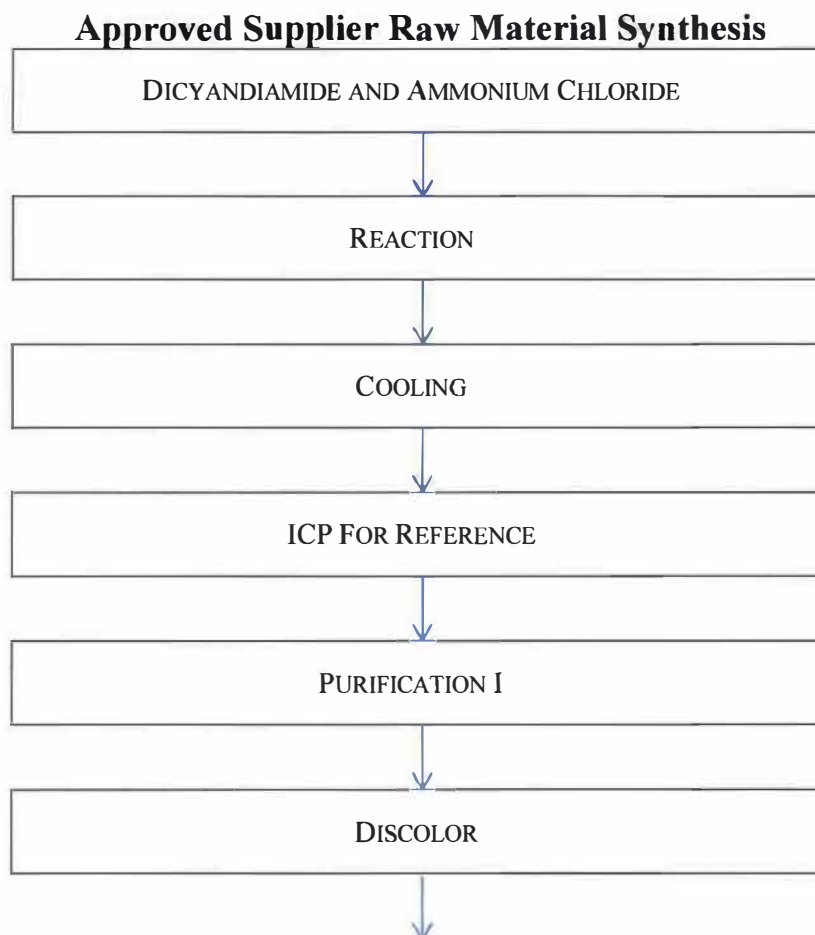 Approved Supplier Raw Material Synthesis
DICYANDIAMIDE AND AMMONIUM CHLORIDE
REACTION
COOLING
ICP FOR REFERENCE
PURIFICATION I
DISCOLOR